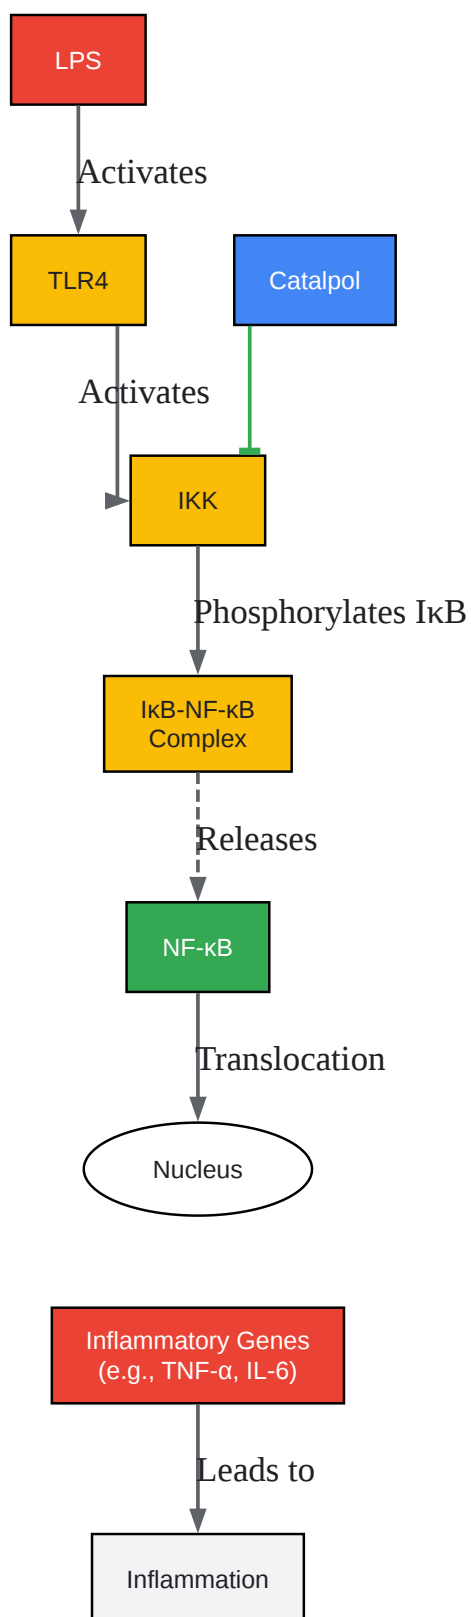 LPS
Activates
TLR4
Catalpol
Activates
IKK
Phosphorylates IκB
IκB-NF-κB
Complex
Releases
NF-κB
Translocation
Nucleus
Inflammatory Genes
(e.g., TNF-α, IL-6)
Leads to
Inflammation